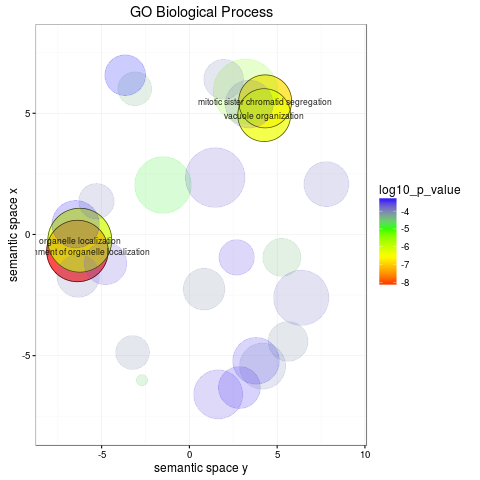 GO Biological Process
mitotic sister chromatid segregation
vacuole organization
organelle localization
nment of organelle localization
semantic space x
5
0
-5
-5
0
5
10
semantic space y
log10_p_value
-4
-5
-6
-7
-8